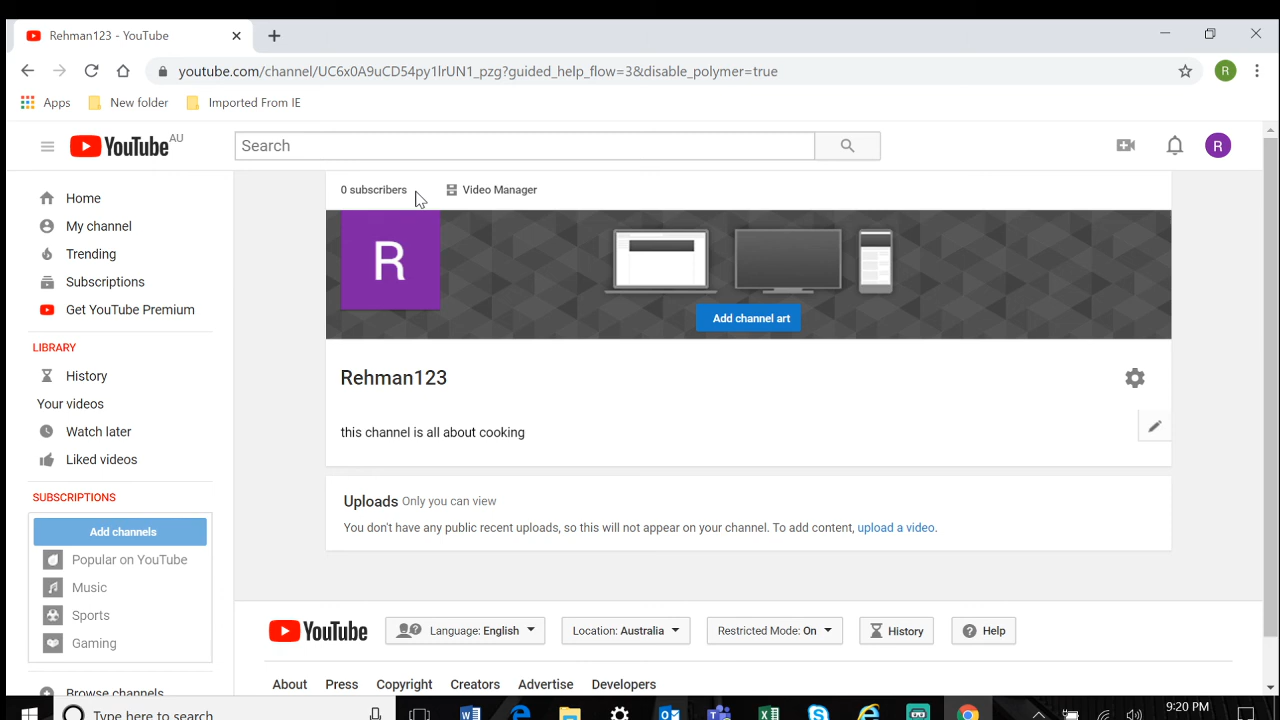 Rehman123 - YouTube
youtube.com/channel/UC6x0A9uCD54py1lrUN1_pzg?guided_help_flow=3&disable_polymer=true
R
Apps
New folder
Imported From IE
YouTube AU
Search
R
Home
My channel
Trending
Subscriptions
Get YouTube Premium
LIBRARY
History
Your videos
Watch later
Liked videos
SUBSCRIPTIONS
Add channels
Popular on YouTube
Music
Sports
Gaming
Browse channels
0 subscribers
Video Manager
R
Add channel art
Rehman123
this channel is all about cooking
Uploads Only you can view
You don't have any public recent uploads, so this will not appear on your channel. To add content, upload a video.
YouTube
Language: English
Location: Australia
Restricted Mode: On
History
Help
About Press Copyright Creators Advertise Developers
Type here to search
9:20 PM